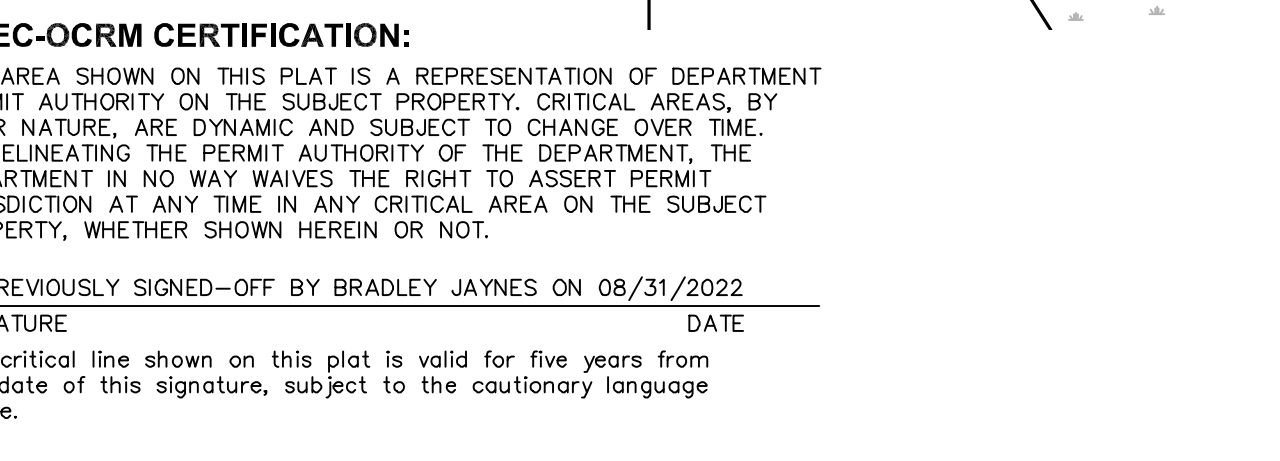 EC-OCRM CERTIFICATION:
AREA SHOWN ON THIS PLAT IS A REPRESENTATION OF DEPARTMENT
MIT AUTHORITY ON THE SUBJECT PROPERTY. CRITICAL AREAS, BY
R NATURE, ARE DYNAMIC AND SUBJECT TO CHANGE OVER TIME.
ELINEATING THE PERMIT AUTHORITY OF THE DEPARTMENT, THE
ARTMENT IN NO WAY WAIVES THE RIGHT TO ASSERT PERMIT
SDICTION AT ANY TIME IN ANY CRITICAL AREA ON THE SUBJECT
PERTY, WHETHER SHOWN HEREIN OR NOT.
REVIOUSLY SIGNED-OFF BY BRADLEY JAYNES ON 08/31/2022
ATURE DATE
critical line shown on this plat is valid for five years from
date of this signature, subject to the cautionary language
e.